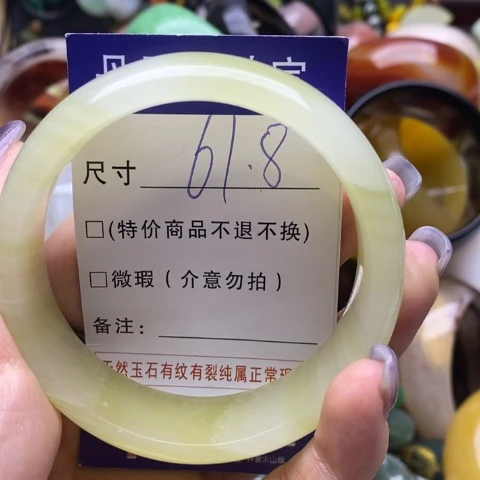 尺寸 61.8
□(特价商品不退不换)
□微瑕(介意勿拍)
备注:
然玉石有纹有裂纯属正常现